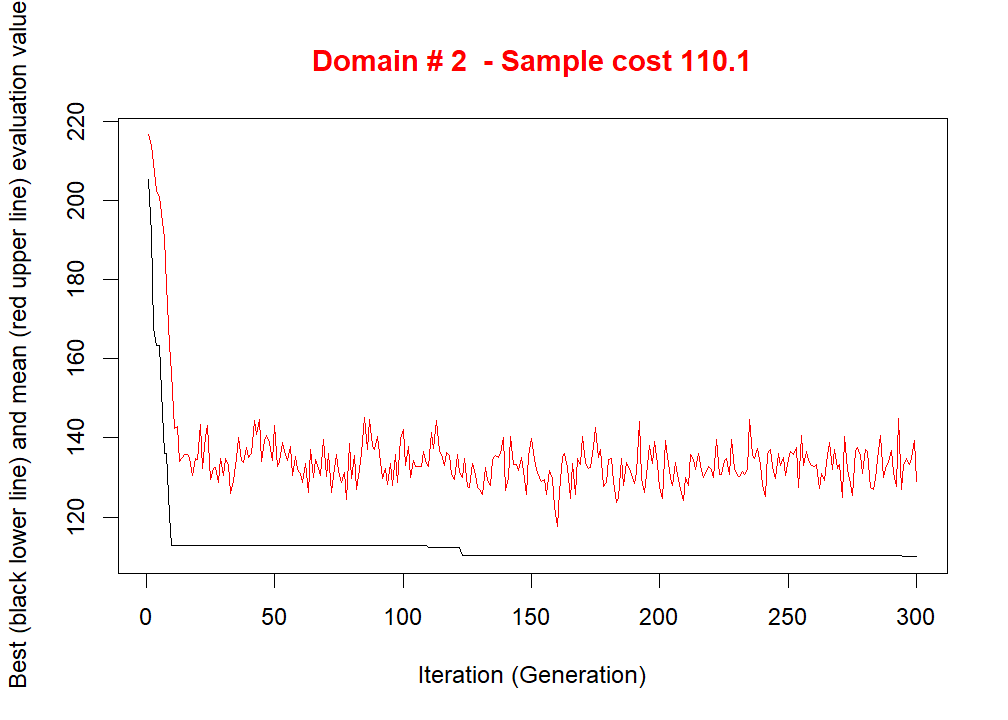 Domain # 2  - Sample cost 110.1
Best (black lower line) and mean (red upper line) evaluation value
220
200
180
160
140
120
0 50 100 150 200 250 300
Iteration (Generation)